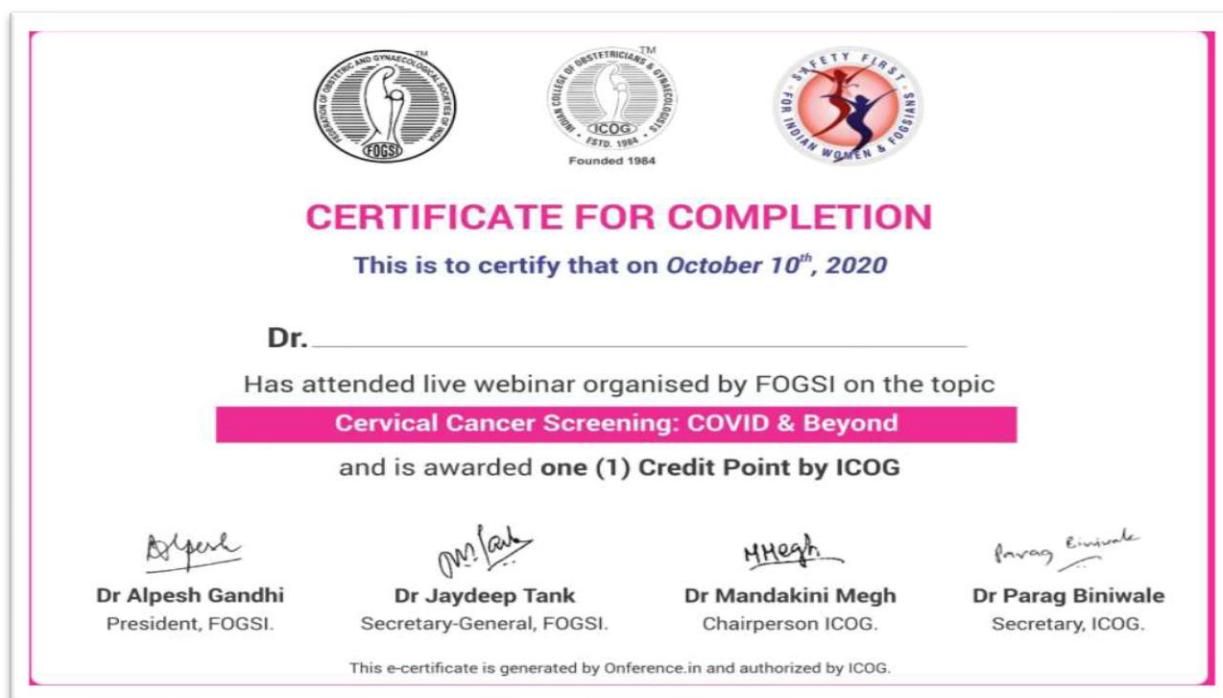 FEDERATION OF OBSTETRIC AND GYNAECOLOGICAL SOCIETIES OF INDIA
TM
FOGSI
INDIAN COLLEGE OF OBSTETRICIANS & GYNAECOLOGISTS
TM
ICOG
• ESTD. 1984 •
Founded 1984
• SAFETY FIRST •
FOR INDIAN WOMEN & FOGSIANS
CERTIFICATE FOR COMPLETION
This is to certify that on October 10th, 2020
Dr.
Has attended live webinar organised by FOGSI on the topic
Cervical Cancer Screening: COVID & Beyond
and is awarded one (1) Credit Point by ICOG
Alpesh
MMegh
Parag Biniwale
Dr Alpesh Gandhi
Dr Jaydeep Tank
Dr Mandakini Megh
Dr Parag Biniwale
President, FOGSI.
Secretary-General, FOGSI.
Chairperson ICOG.
Secretary, ICOG.
This e-certificate is generated by Onference.in and authorized by ICOG.